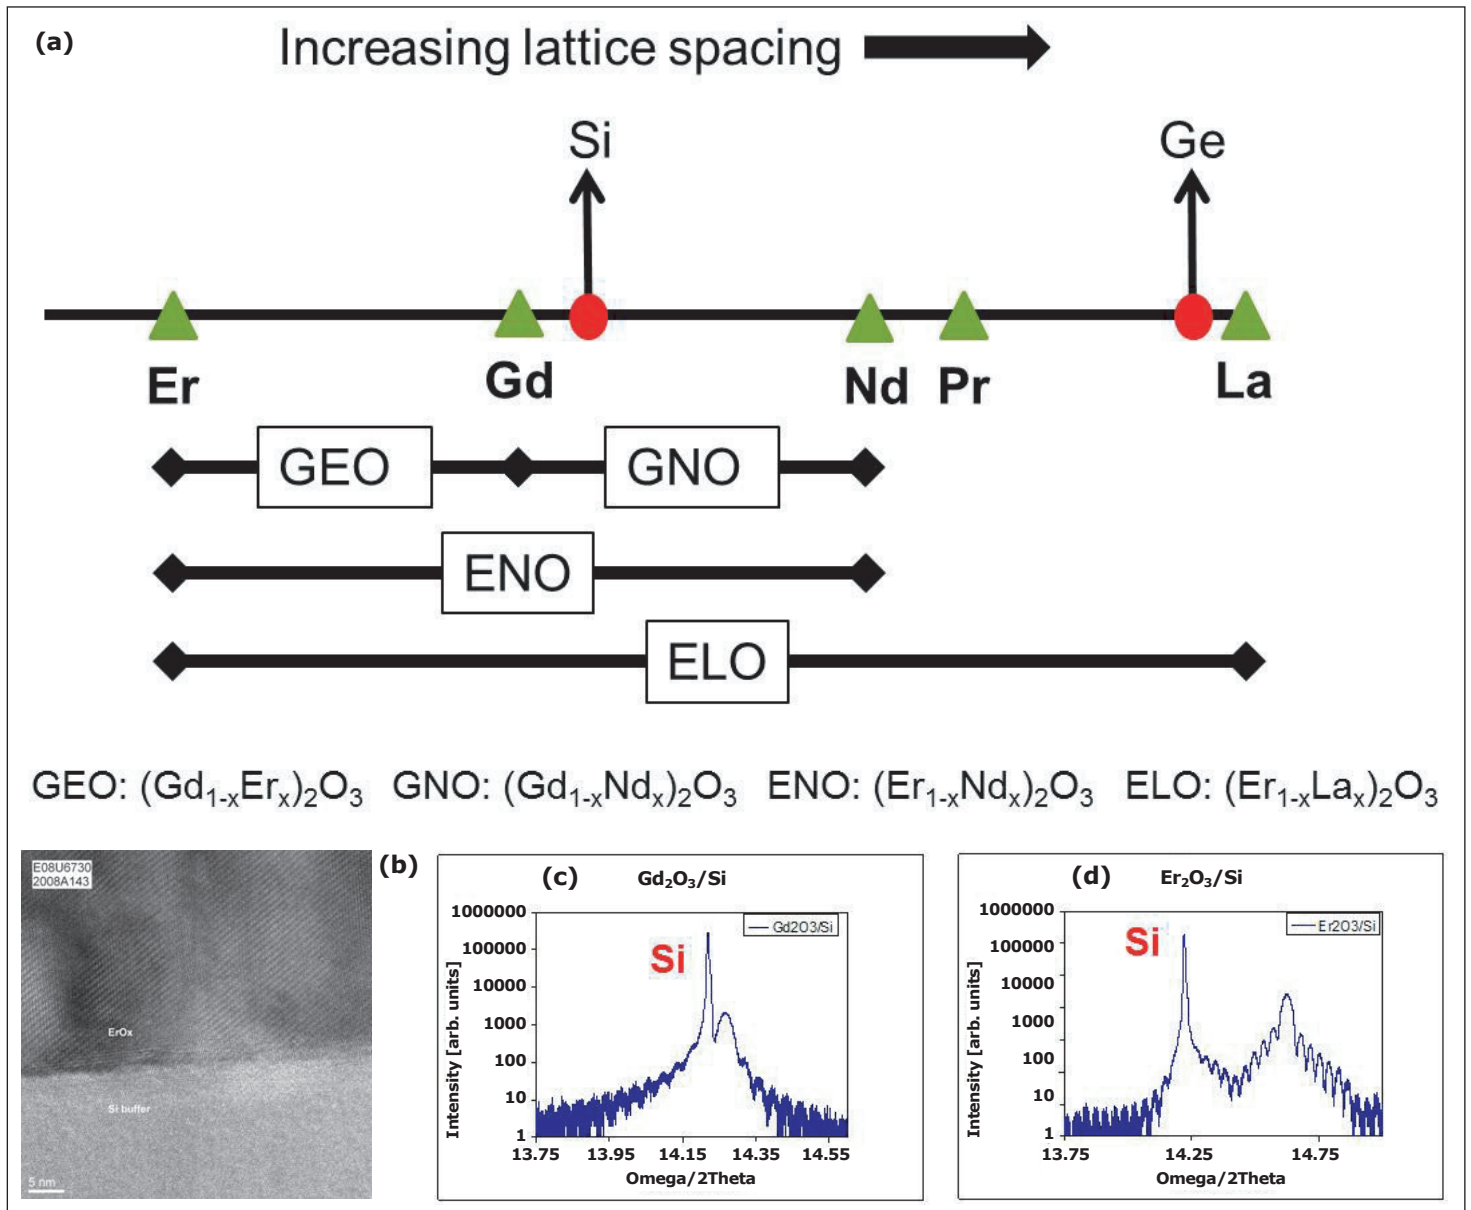 (a)
Increasing lattice spacing
Si
Ge
Er
Gd
Nd
Pr
La
GEO
GNO
ENO
ELO
GEO: (Gd1-xErx)2O3 GNO: (Gd1-xNdx)2O3 ENO: (Er1-xNdx)2O3 ELO: (Er1-xLax)2O3
E08U6730
2008A143
ErOx
Si buffer
5 nm
(b)
(c)
Gd2O3/Si
Gd2O3/Si
Si
Intensity [arb. units]
1000000
100000
10000
1000
100
10
1
13.75 13.95 14.15 14.35 14.55
Omega/2Theta
(d)
Er2O3/Si
Er2O3/Si
Si
Intensity [arb. units]
1000000
100000
10000
1000
100
10
1
13.75 14.25 14.75
Omega/2Theta